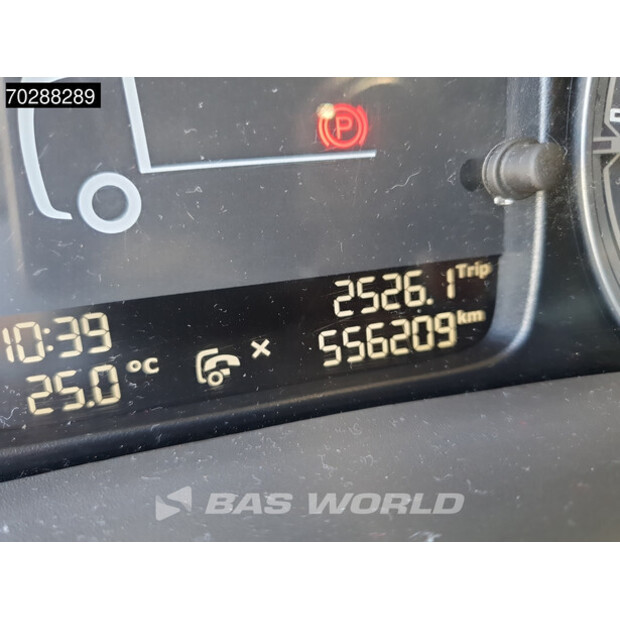 70288289
P
2526.1 Trip
10:39
556209 km
25.0 °C
×
BAS WORLD